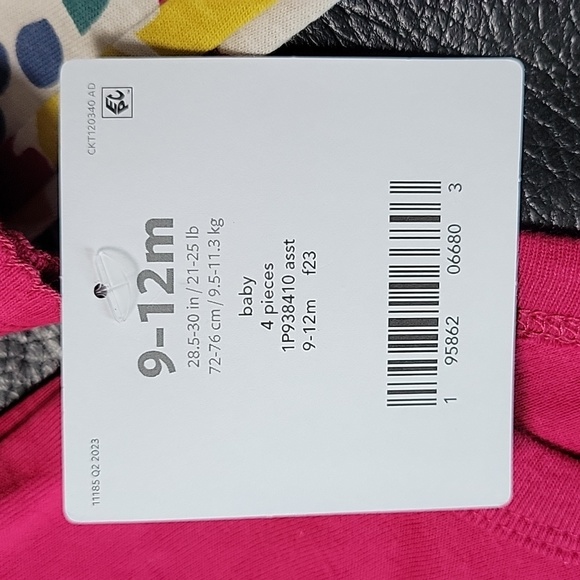 11185 Q2 2023
CKT120340 AD
EPC
9-12m
28.5-30 in / 21-25 lb
72-76 cm / 9.5-11.3 kg
baby
4 pieces
1P938410 asst
9-12m f23
1 95862 06680 3